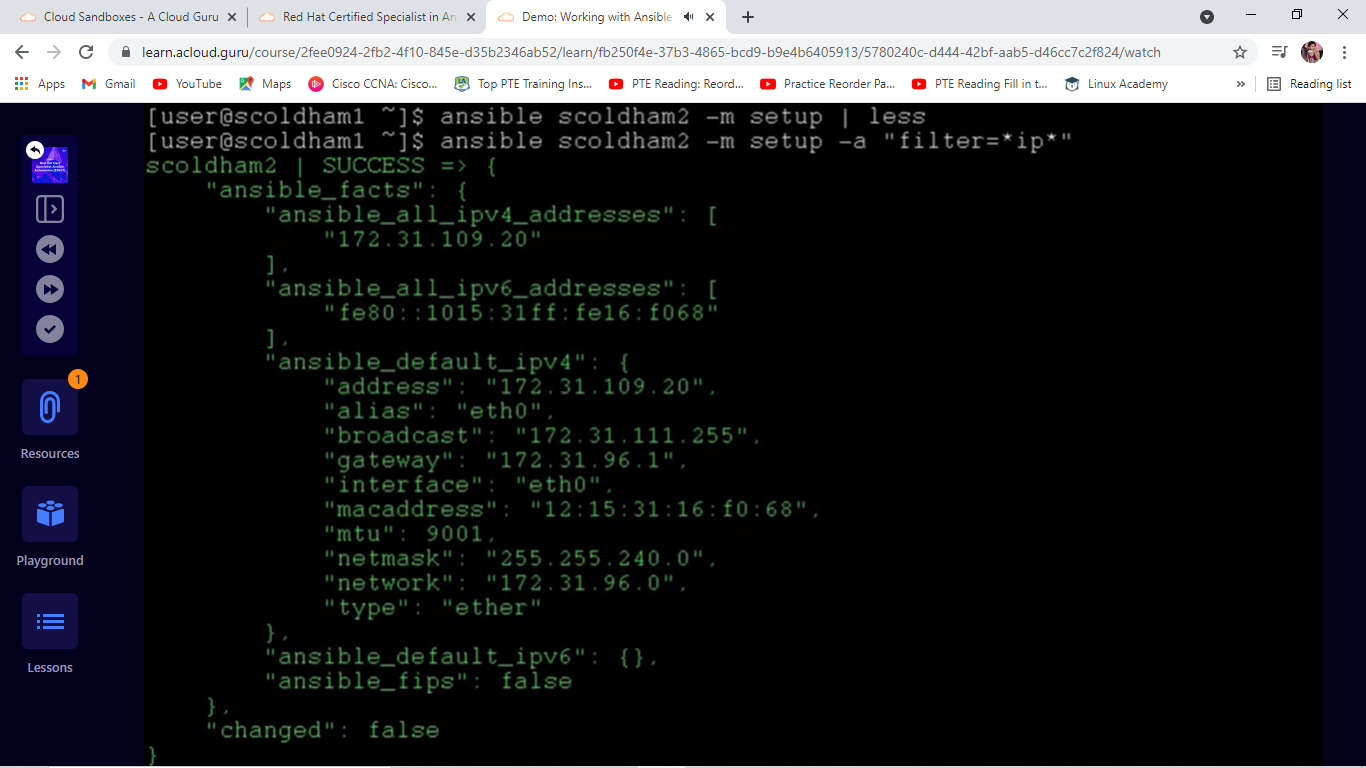 Cloud Sandboxes - A Cloud Guru
Red Hat Certified Specialist in An
Demo: Working with Ansible
learn.acloud.guru/course/2fee0924-2fb2-4f10-845e-d35b2346ab52/learn/fb250f4e-37b3-4865-bcd9-b9e4b6405913/5780240c-d444-42bf-aab5-d46cc7c2f824/watch
Apps Gmail YouTube Maps Cisco CCNA: Cisco... Top PTE Training Ins... PTE Reading: Reord... Practice Reorder Pa... PTE Reading Fill in t... Linux Academy » Reading list
1
Resources
Playground
Lessons
[user@scoldham1 ~]$ ansible scoldham2 -m setup | less
[user@scoldham1 ~]$ ansible scoldham2 -m setup -a "filter=*ip*"
scoldham2 | SUCCESS => {
"ansible_facts": {
"ansible_all_ipv4_addresses": [
"172.31.109.20"
],
"ansible_all_ipv6_addresses": [
"fe80::1015:31ff:fe16:f068"
],
"ansible_default_ipv4": {
"address": "172.31.109.20",
"alias": "eth0",
"broadcast": "172.31.111.255",
"gateway": "172.31.96.1",
"interface": "eth0",
"macaddress": "12:15:31:16:f0:68",
"mtu": 9001,
"netmask": "255.255.240.0",
"network": "172.31.96.0",
"type": "ether"
},
"ansible_default_ipv6": {},
"ansible_fips": false
},
"changed": false
}